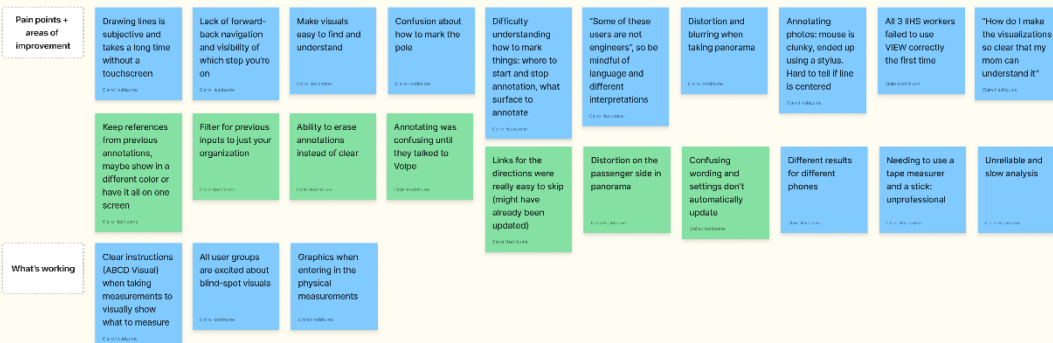 Pain points +
areas of
improvement
Drawing lines is
subjective and
takes a long time
without a
touchscreen
Lack of forward-
back navigation
and visibility of
which step you're
on
Make visuals
easy to find and
understand
Confusion about
how to mark the
pole
Difficulty
understanding
how to mark
things: where to
start and stop
annotation, what
surface to
annotate
"Some of these
users are not
engineers", so be
mindful of
language and
different
interpretations
Distortion and
blurring when
taking panorama
Annotating
photos: mouse is
clunky, ended up
using a stylus.
Hard to tell if line
is centered
All 3 IIHS workers
failed to use
VIEW correctly
the first time
"How do I make
the visualizations
so clear that my
mom can
understand it"
Keep references
from previous
annotations,
maybe show in a
different color or
have it all on one
screen
Filter for previous
inputs to just your
organization
Ability to erase
annotations
instead of clear
Annotating was
confusing until
they talked to
Volpe
Links for the
directions were
really easy to skip
(might have
already been
updated)
Distortion on the
passenger side in
panorama
Confusing
wording and
settings don't
automatically
update
Different results
for different
phones
Needing to use a
tape measurer
and a stick:
unprofessional
Unreliable and
slow analysis
What's working
Clear instructions
(ABCD Visual)
when taking
measurements to
visually show
what to measure
All user groups
are excited about
blind-spot visuals
Graphics when
entering in the
physical
measurements